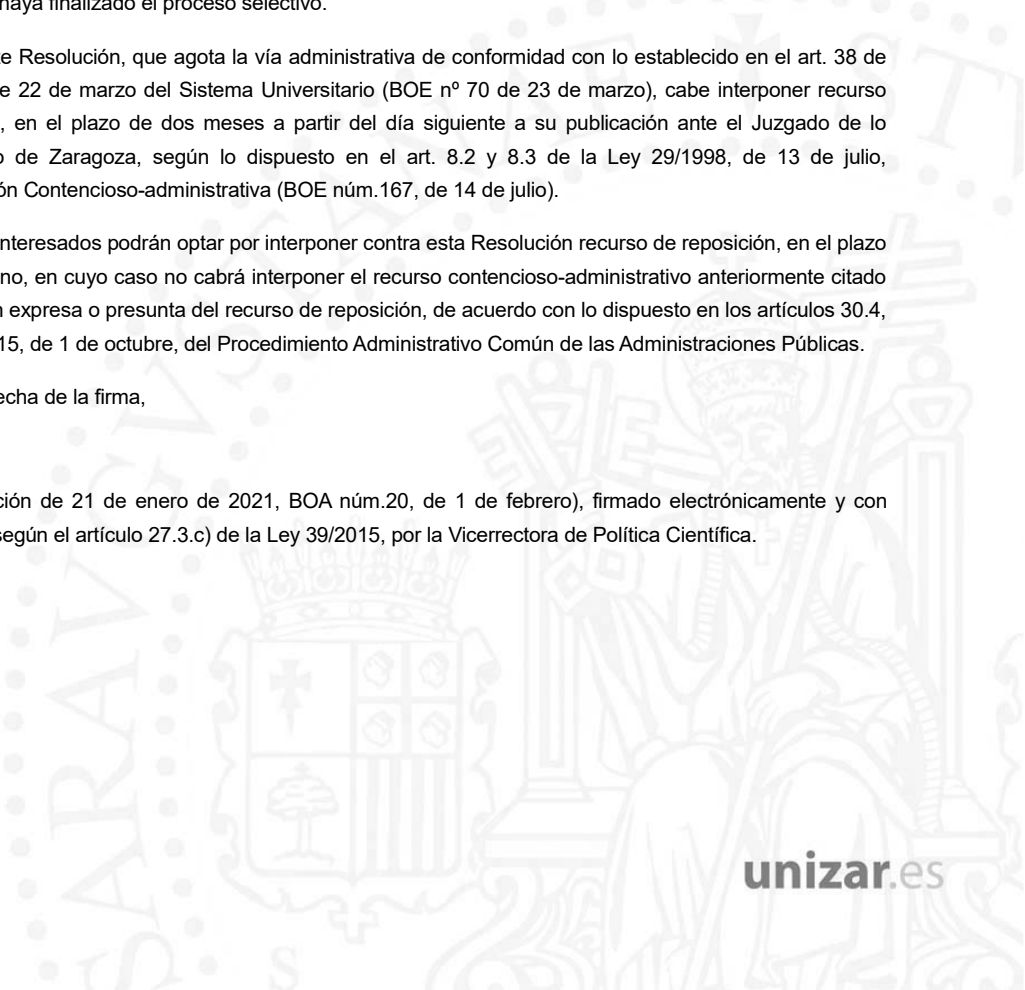 haya finalizado el proceso selectivo.
te Resolución, que agota la vía administrativa de conformidad con lo establecido en el art. 38 de
e 22 de marzo del Sistema Universitario (BOE nº 70 de 23 de marzo), cabe interponer recurso
, en el plazo de dos meses a partir del día siguiente a su publicación ante el Juzgado de lo
o de Zaragoza, según lo dispuesto en el art. 8.2 y 8.3 de la Ley 29/1998, de 13 de julio,
ón Contencioso-administrativa (BOE núm.167, de 14 de julio).
interesados podrán optar por interponer contra esta Resolución recurso de reposición, en el plazo
no, en cuyo caso no cabrá interponer el recurso contencioso-administrativo anteriormente citado
n expresa o presunta del recurso de reposición, de acuerdo con lo dispuesto en los artículos 30.4,
15, de 1 de octubre, del Procedimiento Administrativo Común de las Administraciones Públicas.
echa de la firma,
ción de 21 de enero de 2021, BOA núm.20, de 1 de febrero), firmado electrónicamente y con
según el artículo 27.3.c) de la Ley 39/2015, por la Vicerrectora de Política Científica.
unizar.es